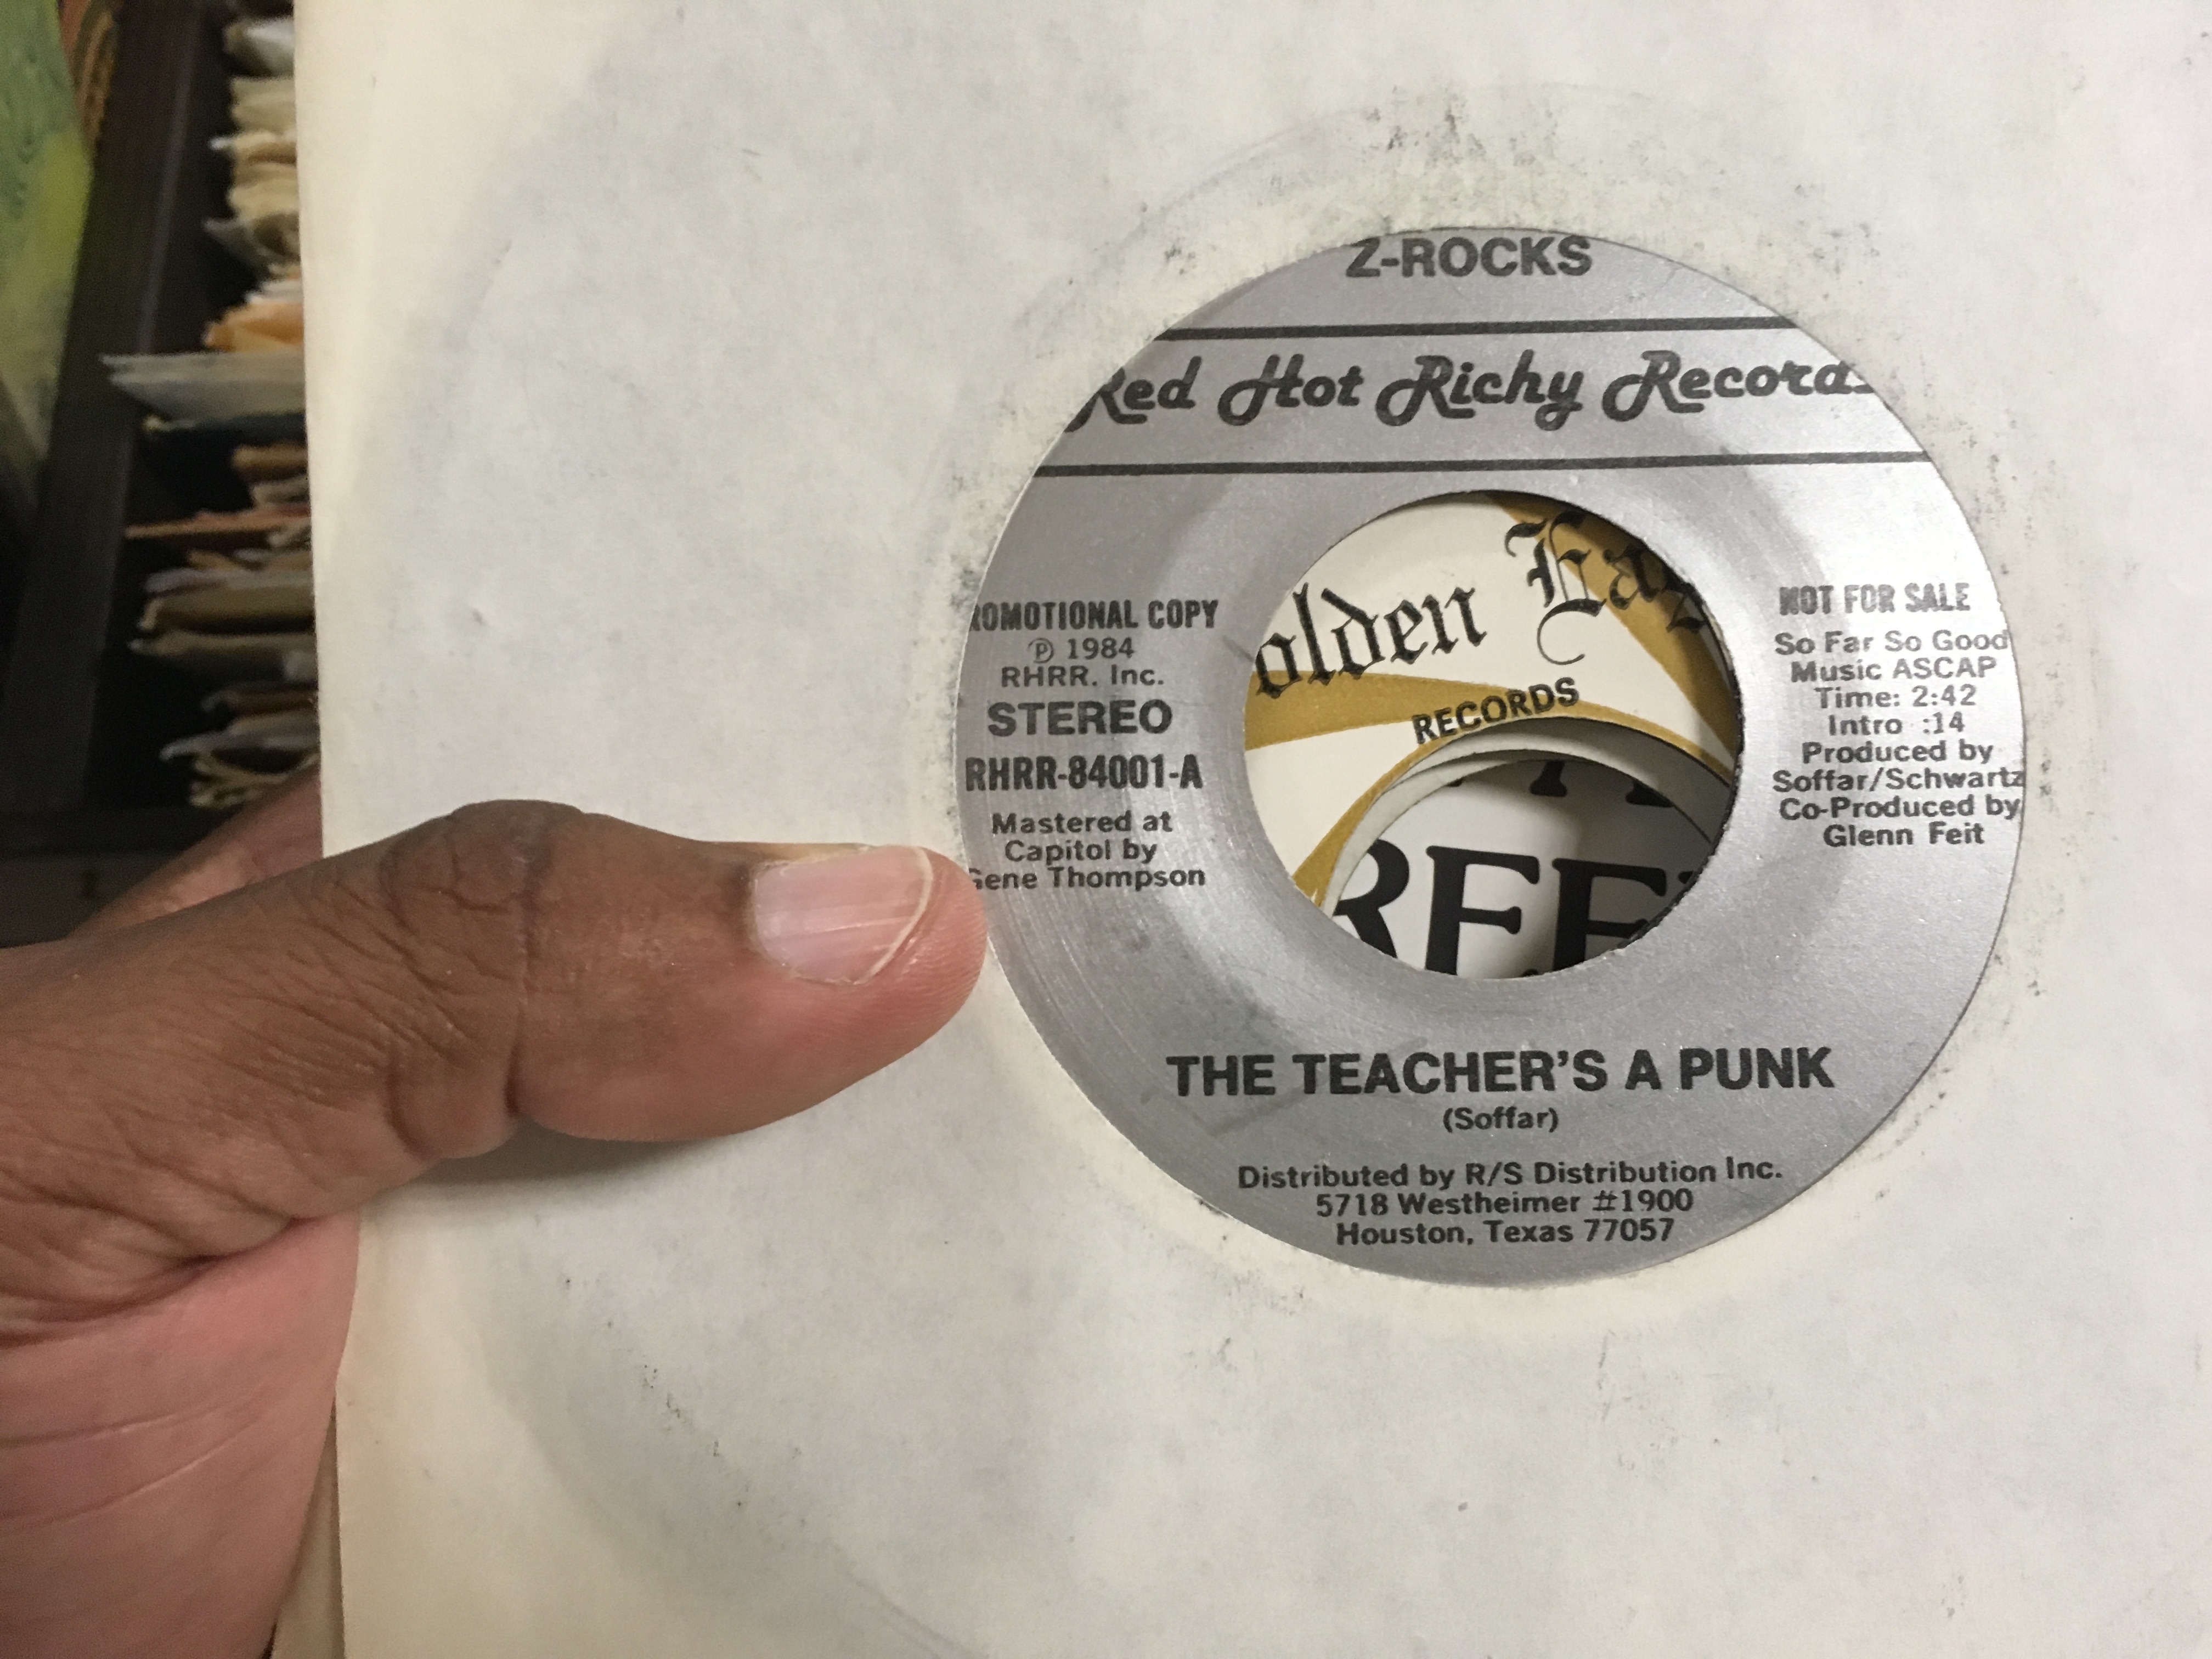 Z-ROCKS
Red Hot Richy Records
ROMOTIONAL COPY
℗ 1984
RHRR. Inc.
STEREO
RHRR-84001-A
Mastered at
Capitol by
Gene Thompson
olden Eag
RECORDS
REE
NOT FOR SALE
So Far So Good
Music ASCAP
Time: 2:42
Intro :14
Produced by
Soffar/Schwartz
Co-Produced by
Glenn Feit
THE TEACHER'S A PUNK
(Soffar)
Distributed by R/S Distribution Inc.
5718 Westheimer #1900
Houston, Texas 77057